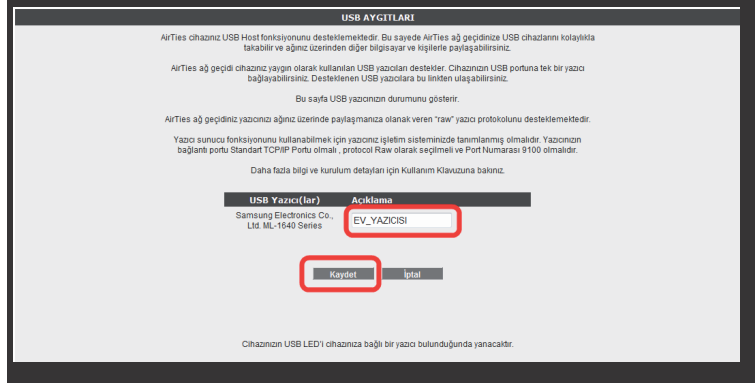 USB AYGITLARI
AirTies cihazınız USB Host fonksiyonunu desteklemektedir. Bu sayede AirTies ağ geçidinize USB cihazlarını kolaylıkla
takabilir ve ağınız üzerinden diğer bilgisayar ve kişilerle paylaşabilirsiniz.
AirTies ağ geçidi cihazınız yaygın olarak kullanılan USB yazıcıları destekler. Cihazınızın USB portuna tek bir yazıcı
bağlayabilirsiniz. Desteklenen USB yazıcılara bu linkten ulaşabilirsiniz.
Bu sayfa USB yazıcınızın durumunu gösterir.
AirTies ağ geçidiniz yazıcınızı ağınız üzerinde paylaşmanıza olanak veren "raw" yazıcı protokolunu desteklemektedir.
Yazıcı sunucu fonksiyonunu kullanabilmek için yazıcınız işletim sisteminizde tanımlanmış olmalıdır. Yazıcınızın
bağlantı portu Standart TCP/IP Portu olmalı , protocol Raw olarak seçilmeli ve Port Numarası 9100 olmalıdır.
Daha fazla bilgi ve kurulum detayları için Kullanım Klavuzuna bakınız.
USB Yazıcı(lar) Açıklama
Samsung Electronics Co., EV_YAZICISI
Ltd. ML-1640 Series
Kaydet İptal
Cihazınızın USB LED'i cihazınıza bağlı bir yazıcı bulunduğunda yanacaktır.